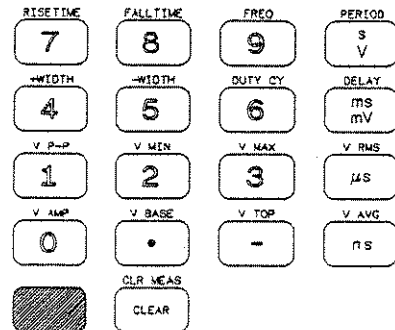 RISETIME FALLTIME FREQ PERIOD
7 8 9 s
V
+WIDTH -WIDTH DUTY CY DELAY
4 5 6 ms
mV
V P-P V MIN V MAX V RMS
1 2 3 μs
V AMP V BASE V TOP V AVG
0 • - ns
CLR MEAS
CLEAR